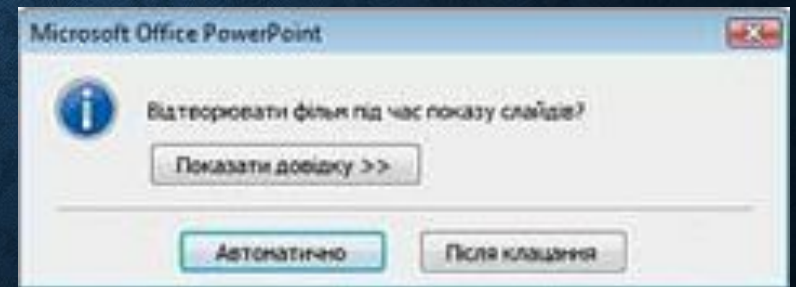 Microsoft Office PowerPoint
Відтворювати фільм під час показу слайдів?
Показати довідку >>
Автоматично
Після клацання